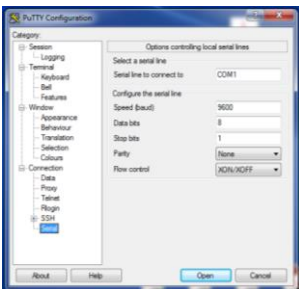 PuTTY Configuration
Category:
Session
Logging
Terminal
Keyboard
Bell
Features
Window
Appearance
Behaviour
Translation
Selection
Colours
Connection
Data
Proxy
Telnet
Rlogin
SSH
Serial
Options controlling local serial lines
Select a serial line
Serial line to connect to COM1
Configure the serial line
Speed (baud) 9600
Data bits 8
Stop bits 1
Parity None
Flow control XON/XOFF
About Help Open Cancel